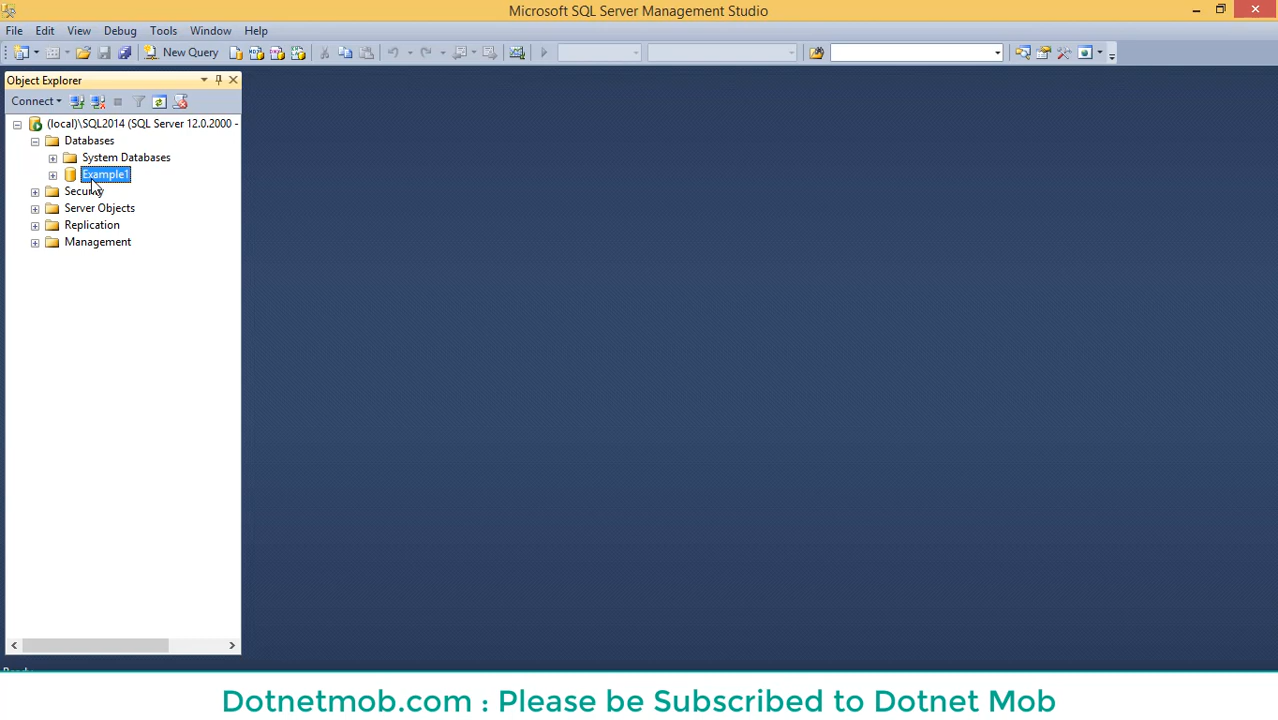 Microsoft SQL Server Management Studio
File Edit View Debug Tools Window Help
New Query
Object Explorer
Connect
(local)\SQL2014 (SQL Server 12.0.2000 -
Databases
System Databases
Example1
Security
Server Objects
Replication
Management
Dotnetmob.com : Please be Subscribed to Dotnet Mob